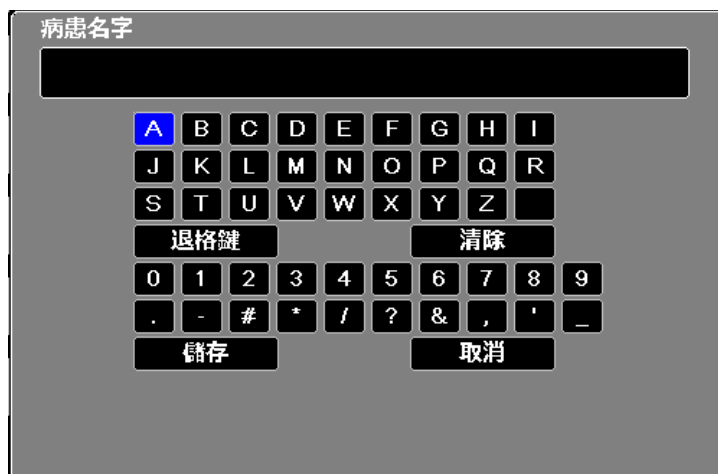 病患名字
A B C D E F G H I
J K L M N O P Q R
S T U V W X Y Z
退格鍵 清除
0 1 2 3 4 5 6 7 8 9
. - # * / ? & , ' _
儲存 取消